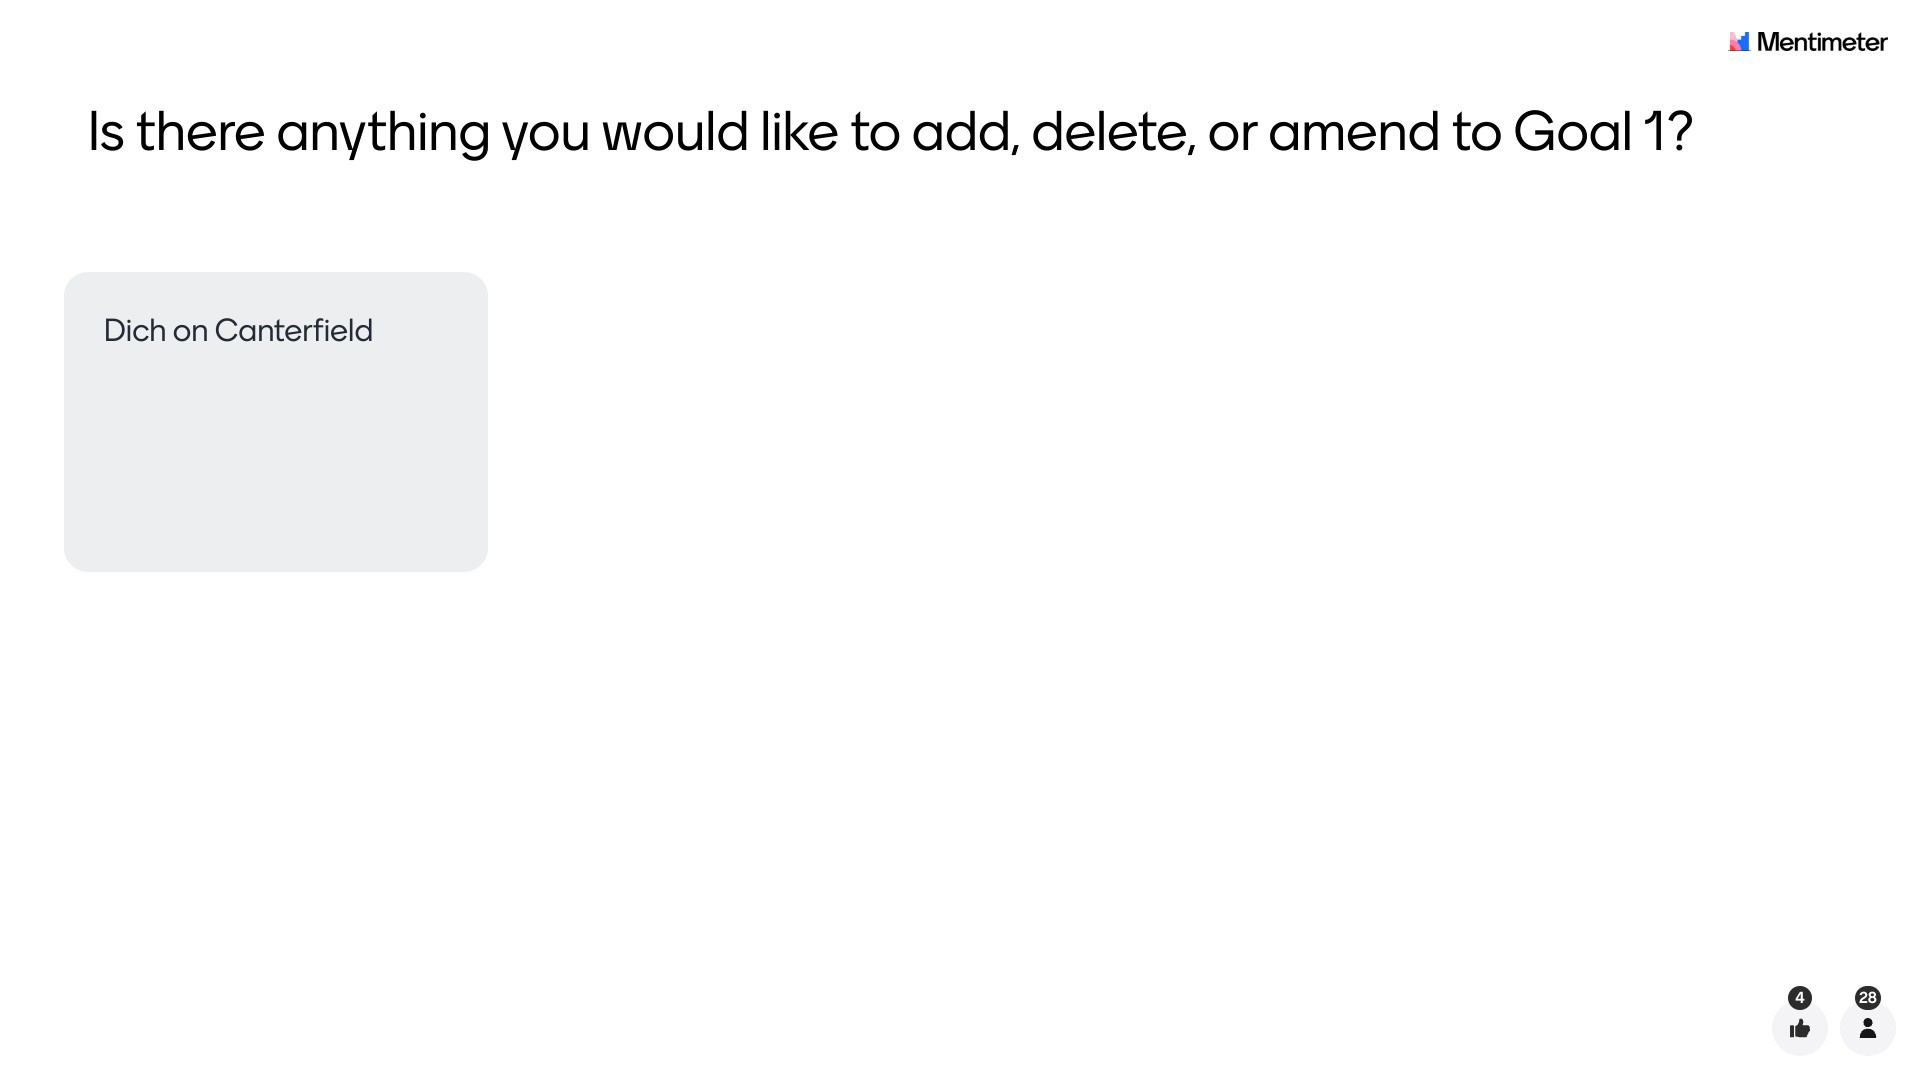 Mentimeter
Is there anything you would like to add, delete, or amend to Goal 1?
Dich on Canterfield
4
28